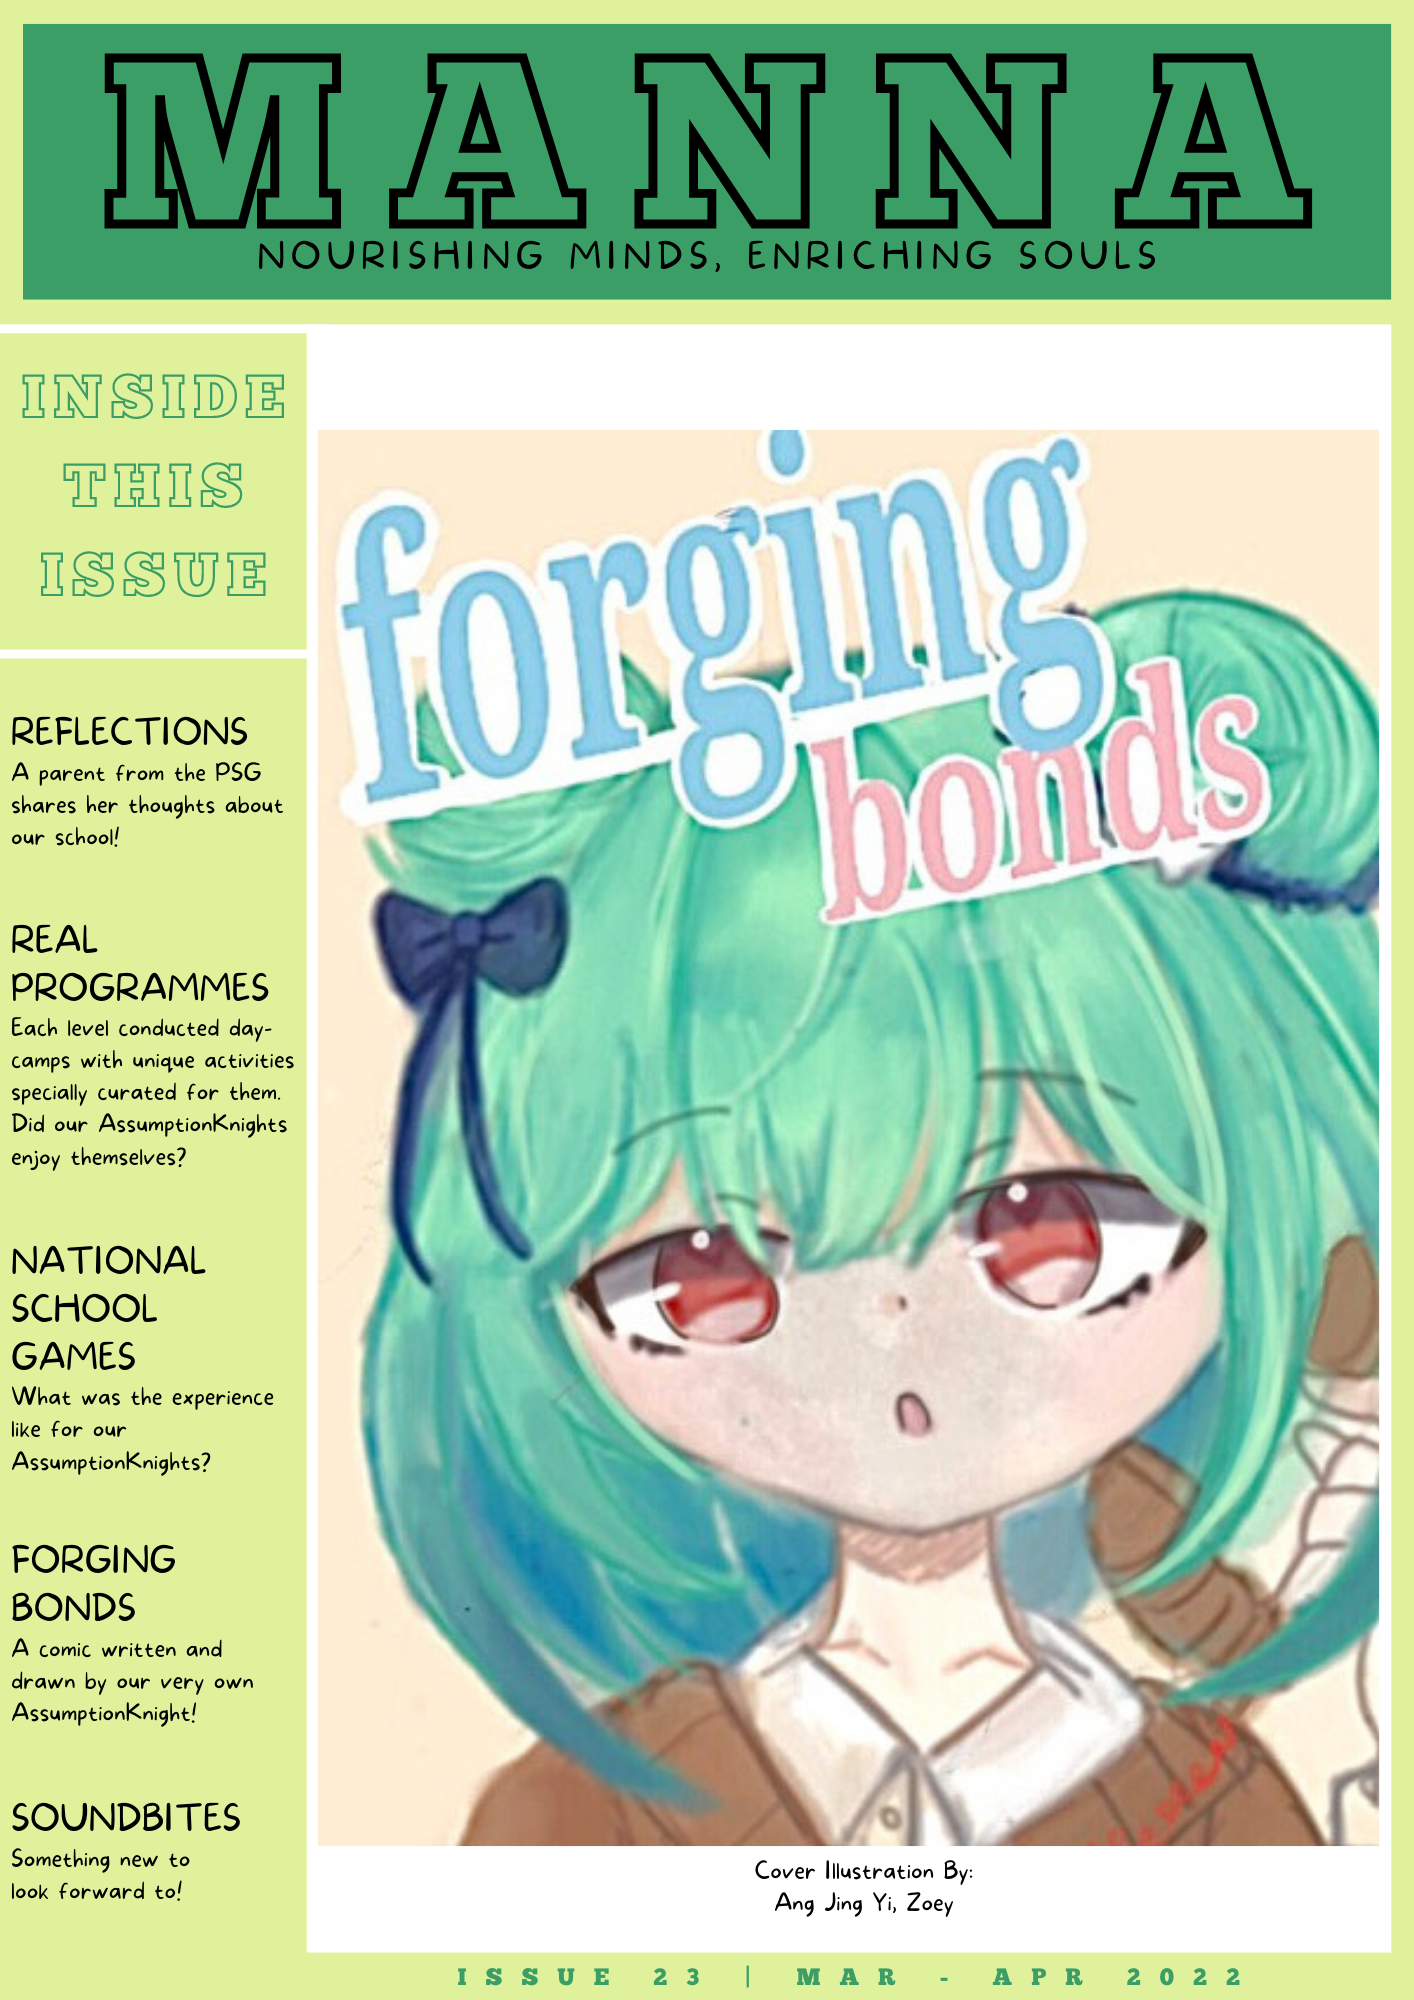 MANNA
NOURISHING MINDS, ENRICHING SOULS
INSIDE
THIS
ISSUE
REFLECTIONS
A parent from the PSG
shares her thoughts about
our school!
REAL
PROGRAMMES
Each level conducted day-
camps with unique activities
specially curated for them.
Did our AssumptionKnights
enjoy themselves?
NATIONAL
SCHOOL
GAMES
What was the experience
like for our
AssumptionKnights?
FORGING
BONDS
A comic written and
drawn by our very own
AssumptionKnight!
SOUNDBITES
Something new to
look forward to!
forging
bonds
Cover Illustration By:
Ang Jing Yi, Zoey
ISSUE 23 | MAR - APR 2022